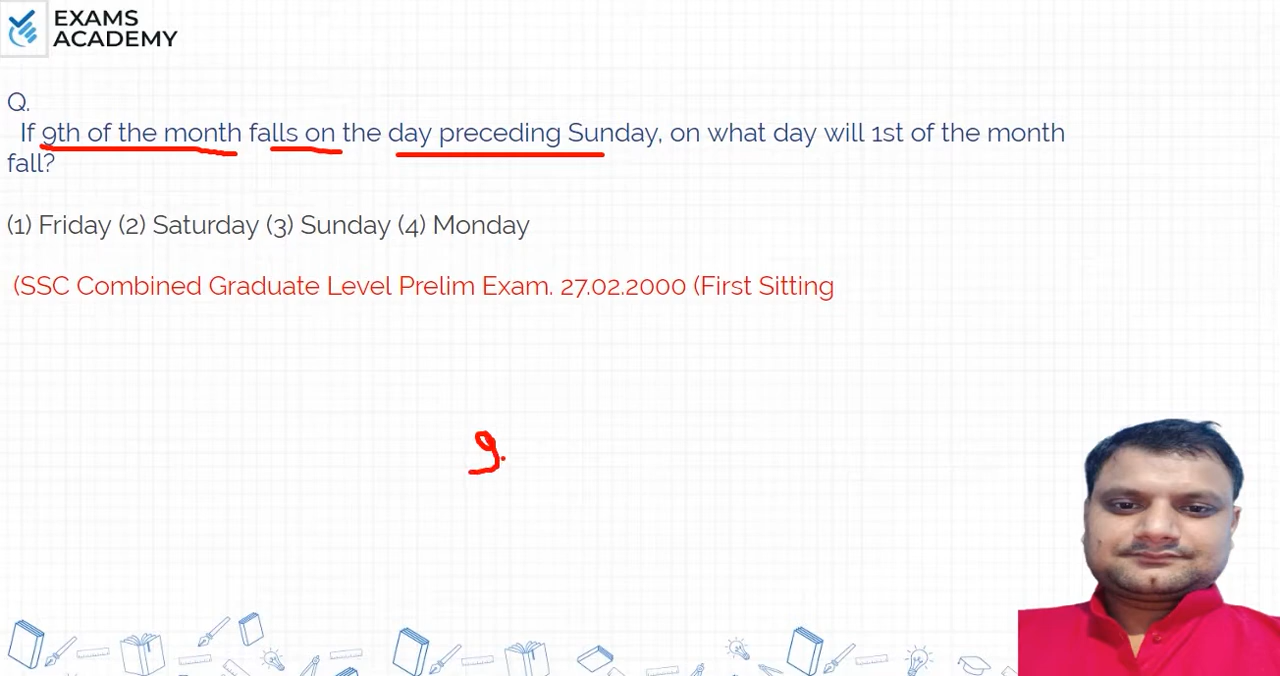 EXAMS
ACADEMY
Q.
If 9th of the month falls on the day preceding Sunday, on what day will 1st of the month
fall?
(1) Friday (2) Saturday (3) Sunday (4) Monday
(SSC Combined Graduate Level Prelim Exam. 27.02.2000 (First Sitting
9